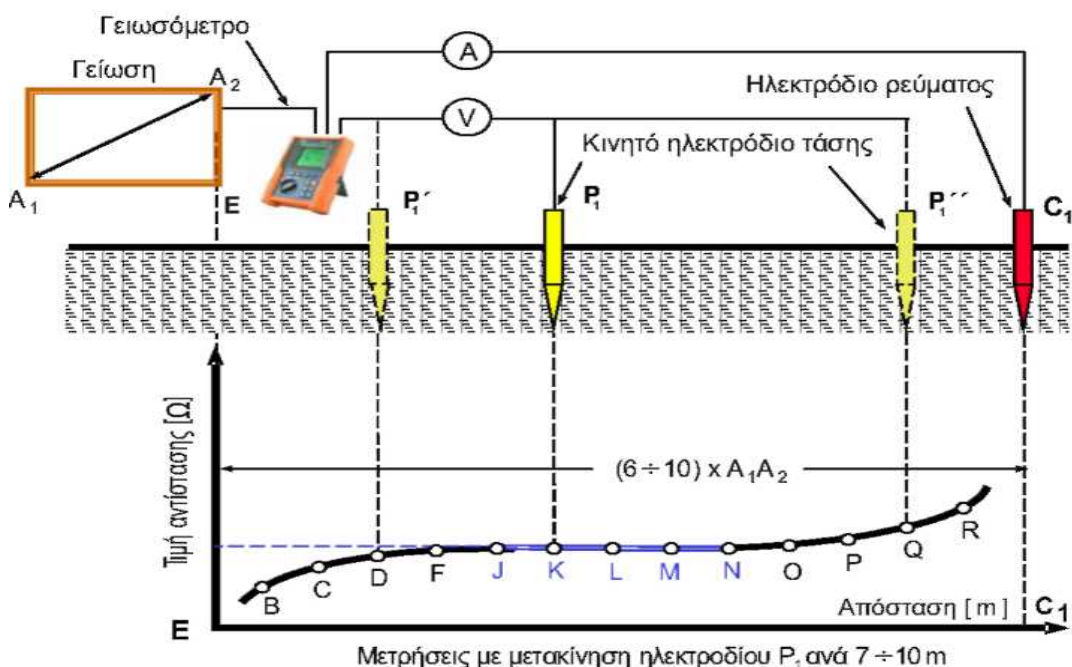 Γειωσόμετρο
Γείωση
A2
A1
E
A
V
Ηλεκτρόδιο ρεύματος
Κινητό ηλεκτρόδιο τάσης
P1´
P1
P1´´
C1
Τιμή αντίστασης [Ω]
(6 ÷ 10) x A1A2
B
C
D
F
J
K
L
M
N
O
P
Q
R
E
Απόσταση [ m ]
C1
Μετρήσεις με μετακίνηση ηλεκτροδίου P1 ανά 7 ÷ 10 m